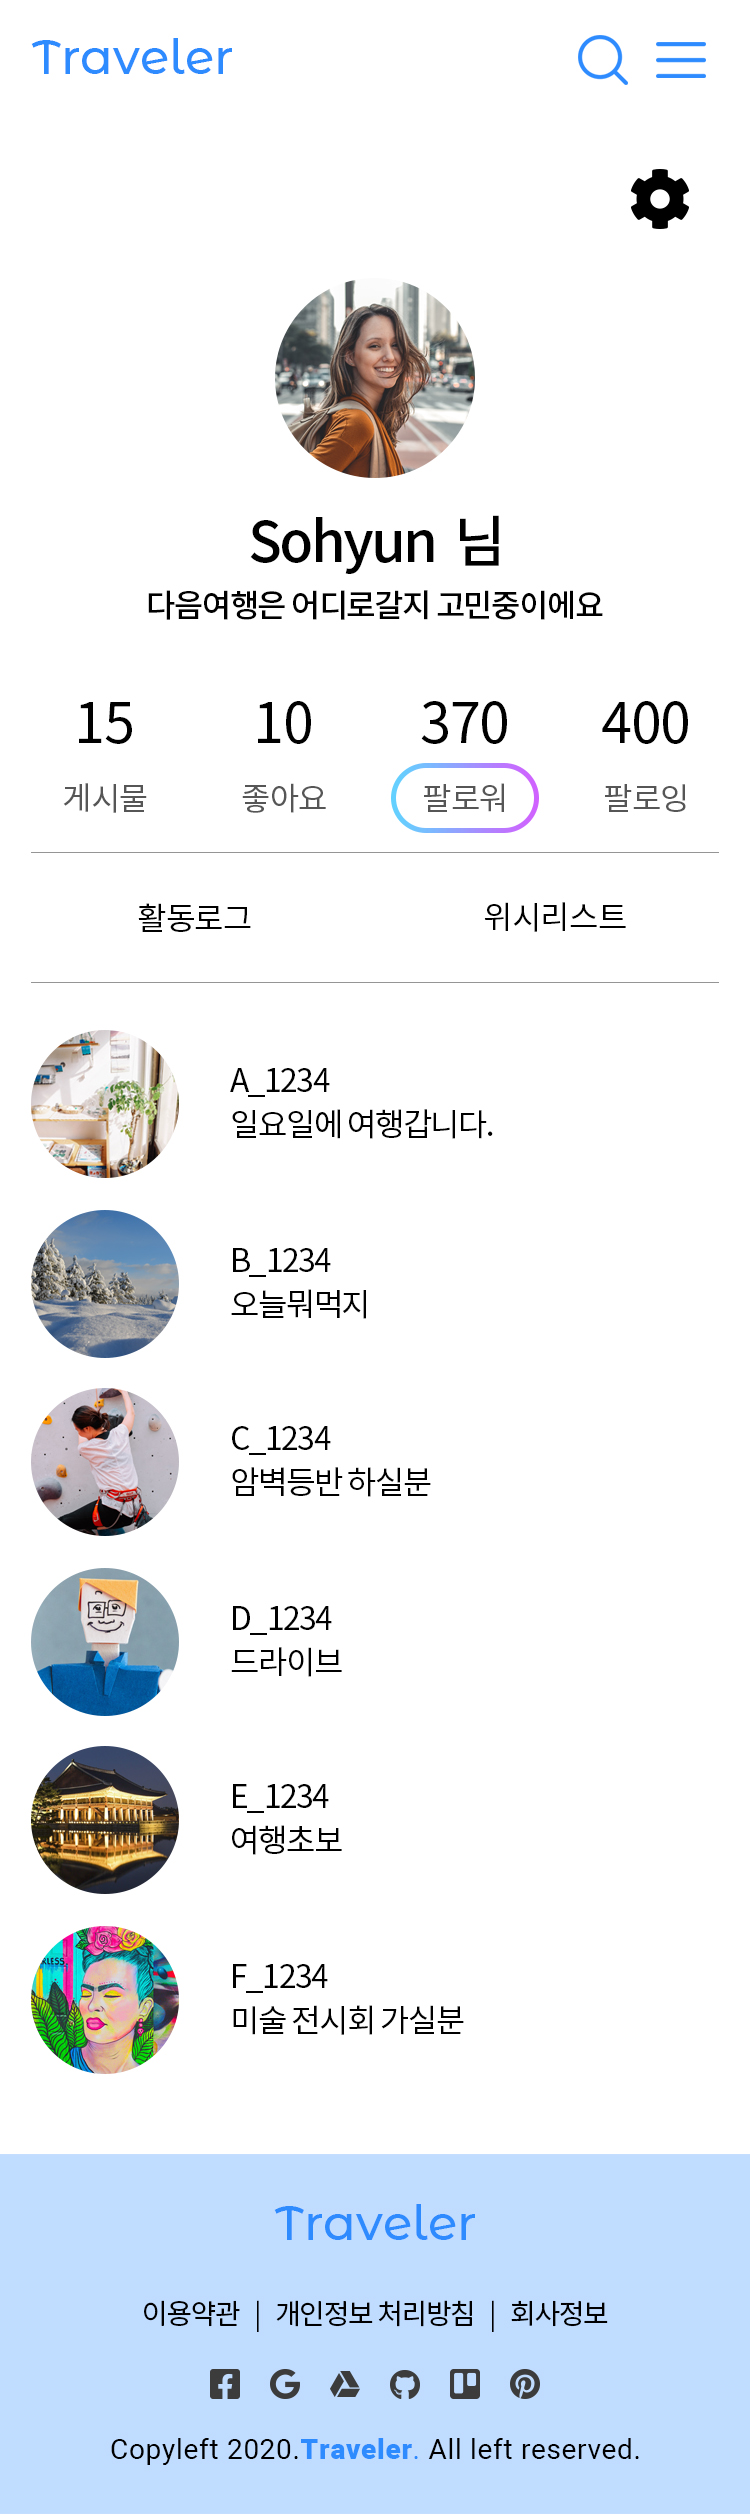 Traveler
Sohyun 님
다음여행은 어디로갈지 고민중이에요
15 10 370 400
게시물 좋아요 팔로워 팔로잉
활동로그 위시리스트
A_1234
일요일에 여행갑니다.
B_1234
오늘뭐먹지
C_1234
암벽등반 하실분
D_1234
드라이브
E_1234
여행초보
F_1234
미술 전시회 가실분
Traveler
이용약관 | 개인정보 처리방침 | 회사정보
Copyleft 2020.Traveler. All left reserved.